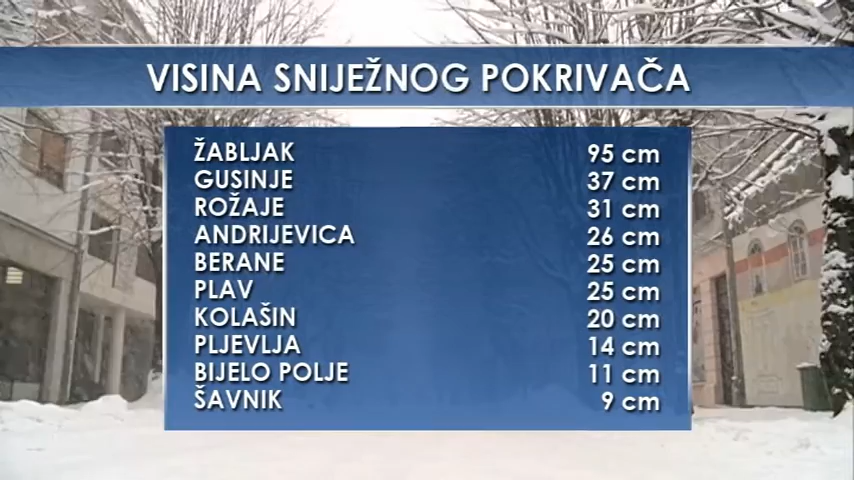 VISINA SNIJEŽNOG POKRIVAČA
ŽABLJAK 95 cm
GUSINJE 37 cm
ROŽAJE 31 cm
ANDRIJEVICA 26 cm
BERANE 25 cm
PLAV 25 cm
KOLAŠIN 20 cm
PLJEVLJA 14 cm
BIJELO POLJE 11 cm
ŠAVNIK 9 cm